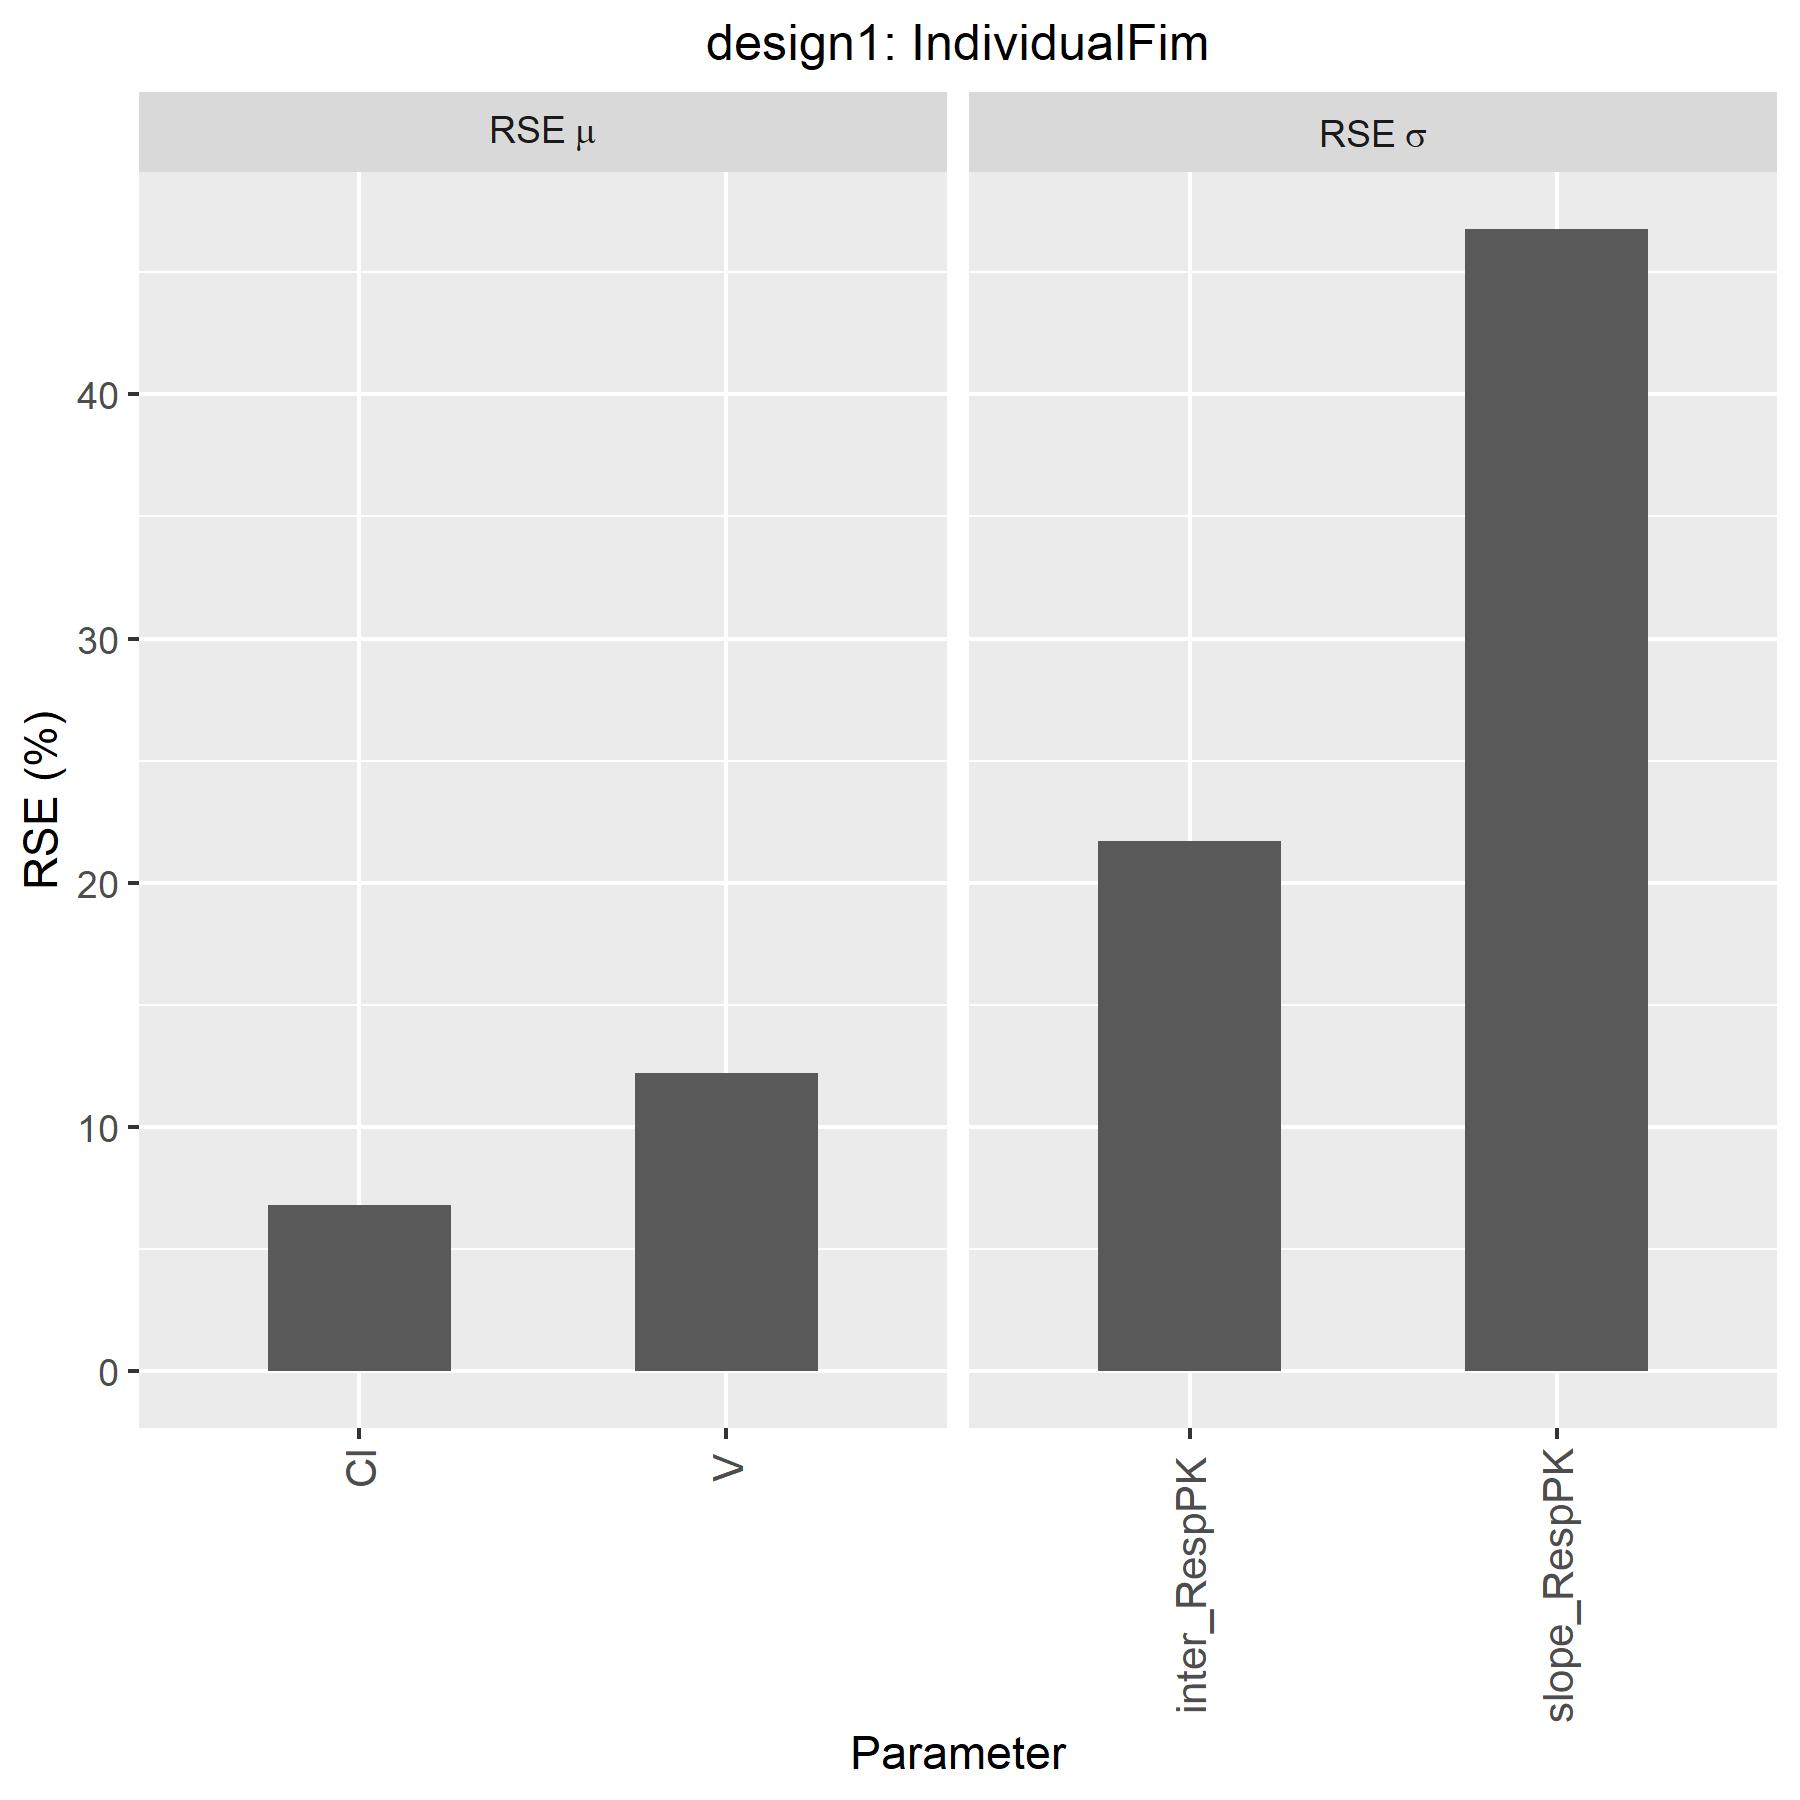 design1: IndividualFim
RSE μ
RSE σ
RSE (%)
40
30
20
10
0
Cl
V
inter_RespPK
slope_RespPK
Parameter